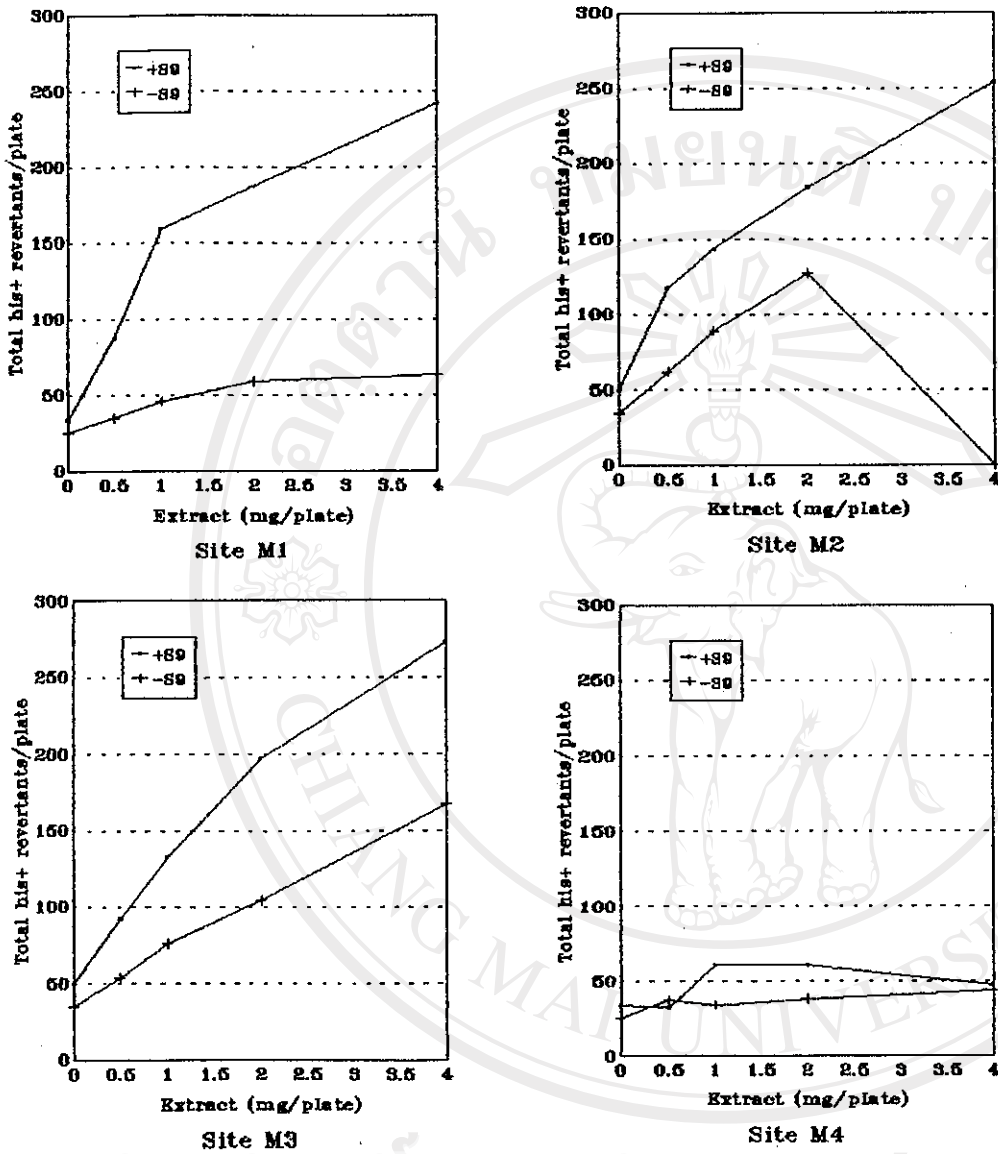 300
250
200
150
100
50
0
Total his+ revertants/plate
+S9
-S9
0 0.5 1 1.5 2 2.5 3 3.5 4
Extract (mg/plate)
Site M1
300
250
200
150
100
50
0
Total his+ revertants/plate
+S9
-S9
0 0.5 1 1.5 2 2.5 3 3.5 4
Extract (mg/plate)
Site M2
300
250
200
150
100
50
0
Total his+ revertants/plate
+S9
-S9
0 0.5 1 1.5 2 2.5 3 3.5 4
Extract (mg/plate)
Site M3
300
250
200
150
100
50
0
Total his+ revertants/plate
+S9
-S9
0 0.5 1 1.5 2 2.5 3 3.5 4
Extract (mg/plate)
Site M4
CHIANG MAI UNIVERSI